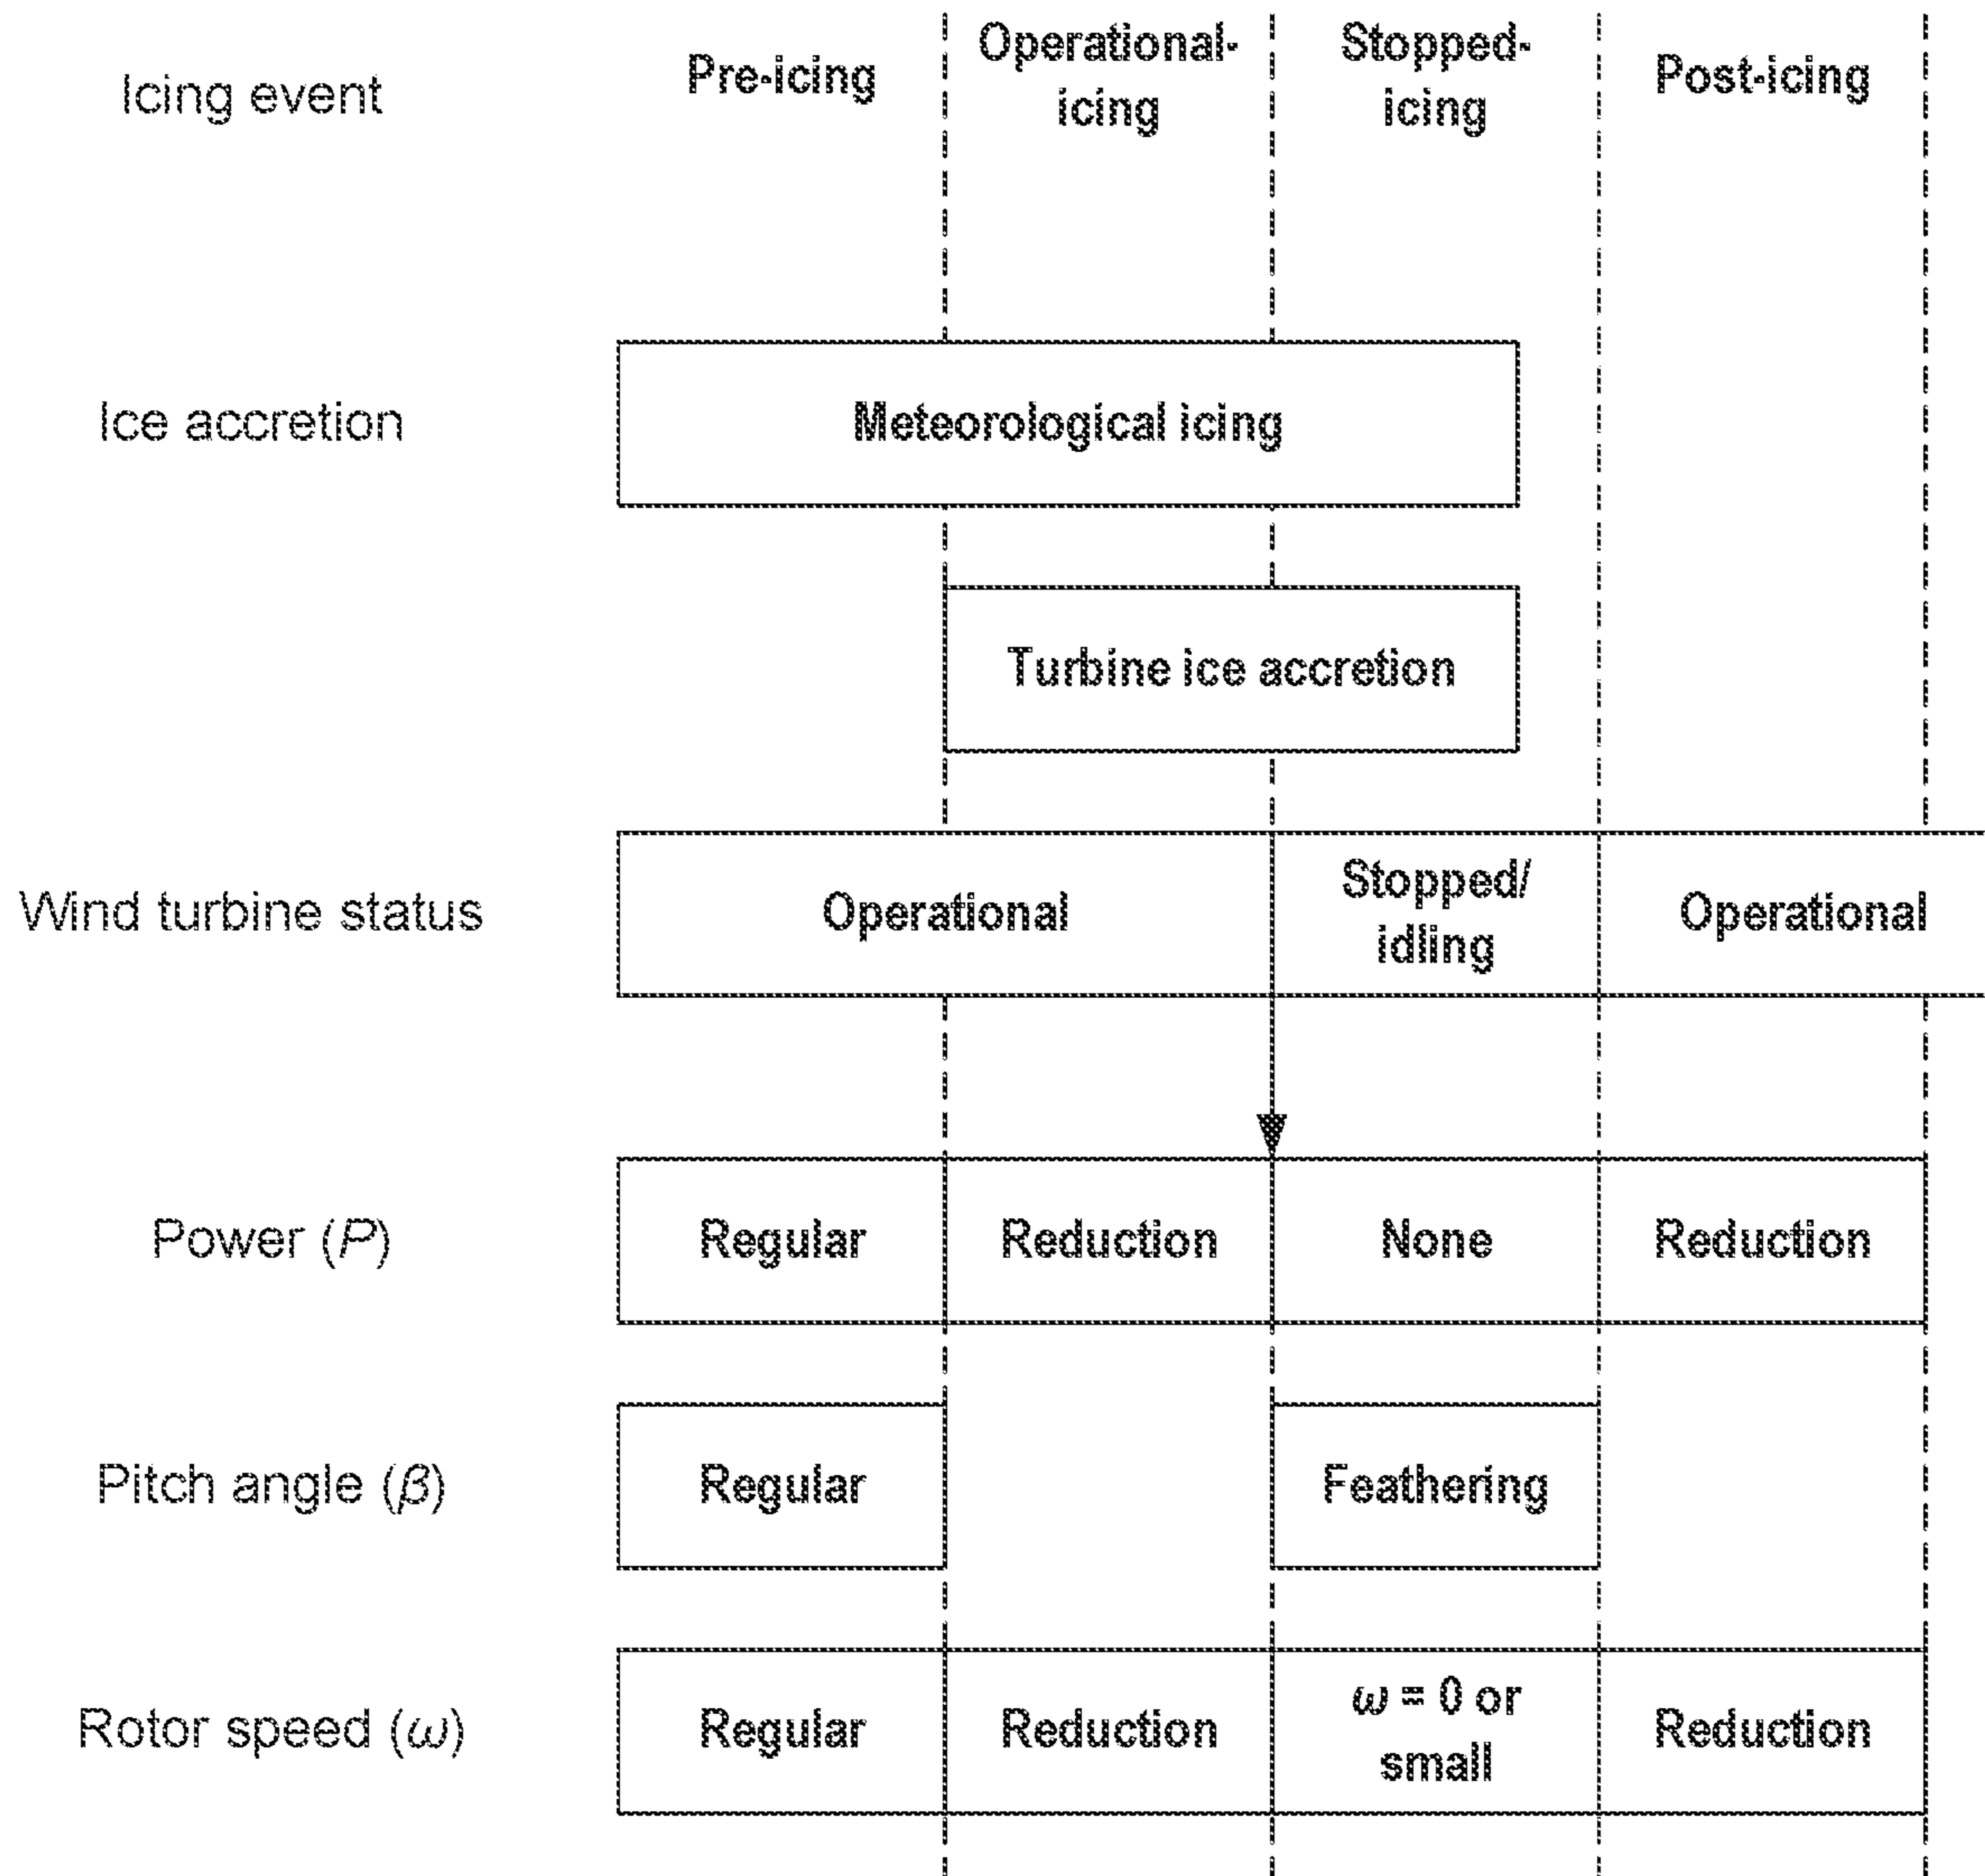 Icing event
Pre-icing
Operational-
icing
Stopped-
icing
Post-icing
Ice accretion
Meteorological icing
Turbine ice accretion
Wind turbine status
Operational
Stopped/
idling
Operational
Power (P)
Regular
Reduction
None
Reduction
Pitch angle (β)
Regular
Feathering
Rotor speed (ω)
Regular
Reduction
ω = 0 or
small
Reduction